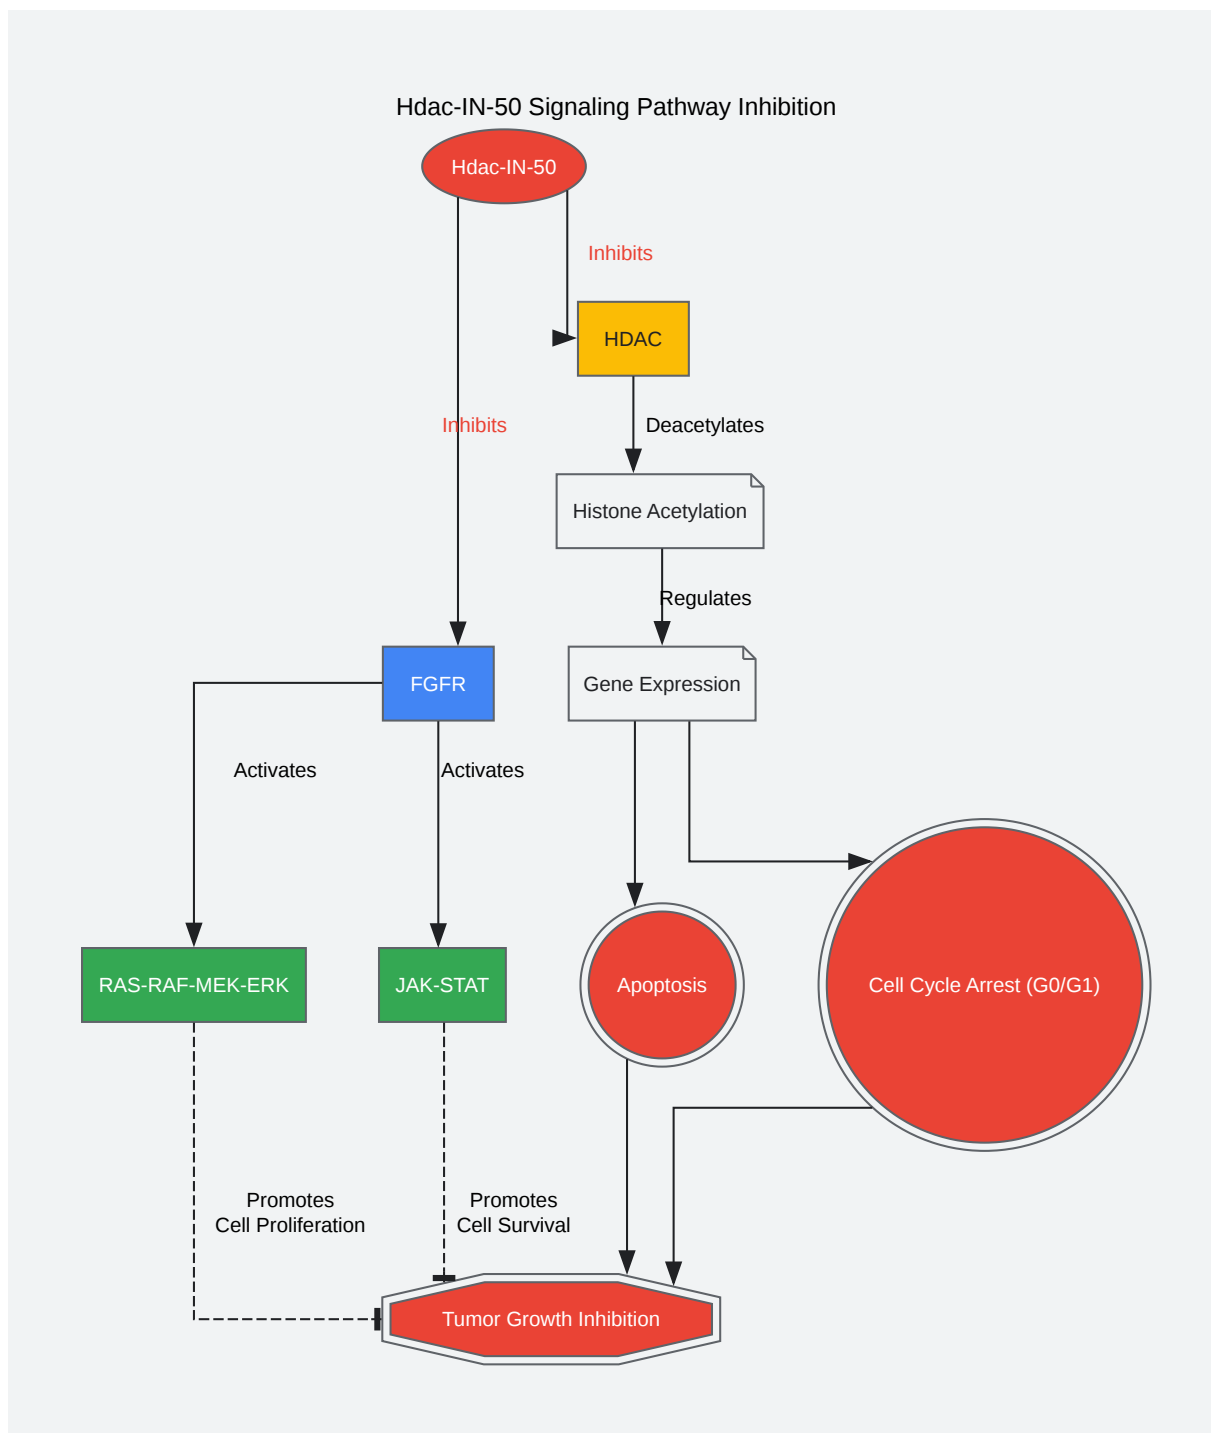 Hdac-IN-50 Signaling Pathway Inhibition
Hdac-IN-50
Inhibits
HDAC
Inhibits
Deacetylates
Histone Acetylation
Regulates
FGFR
Gene Expression
Activates
Activates
RAS-RAF-MEK-ERK
JAK-STAT
Apoptosis
Cell Cycle Arrest (G0/G1)
Promotes
Cell Proliferation
Promotes
Cell Survival
Tumor Growth Inhibition